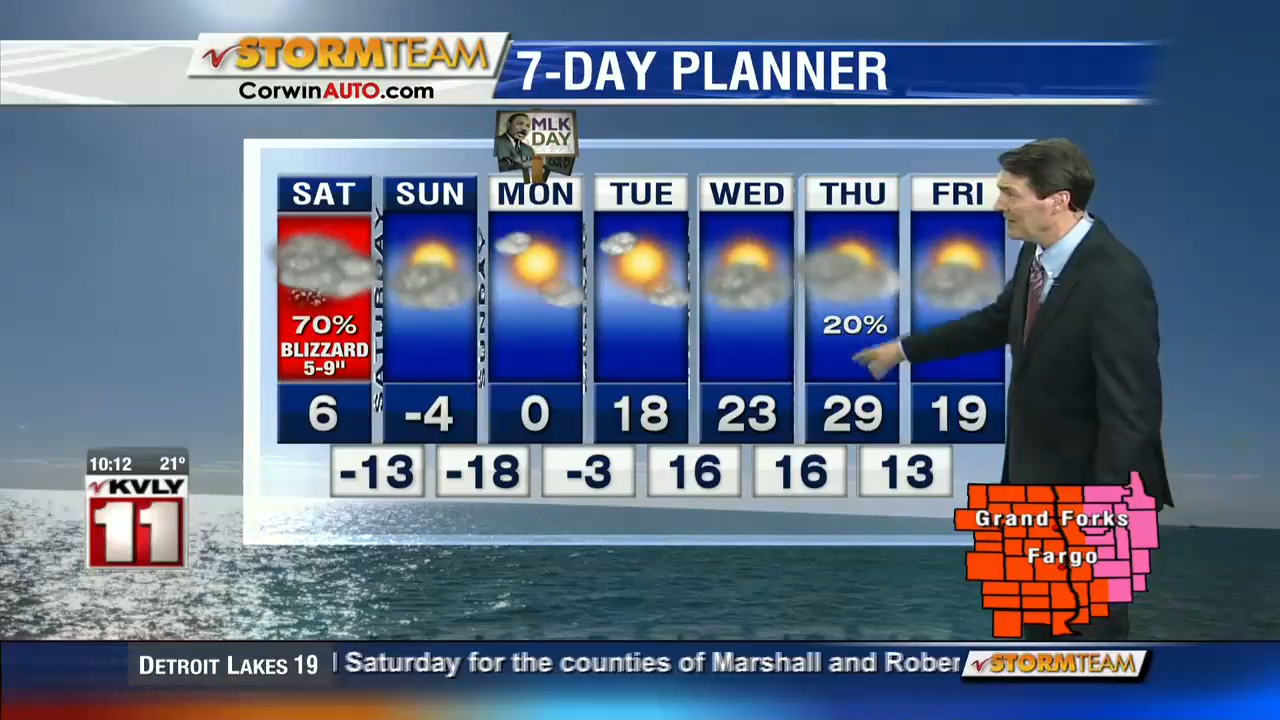 STORMTEAM
CorwinAUTO.com
7-DAY PLANNER
MLK
DAY
SAT
SUN
MON
TUE
WED
THU
FRI
SATURDAY
SUNDAY
70%
BLIZZARD
5-9"
20%
6
-4
0
18
23
29
19
-13
-18
-3
16
16
13
10:12 21°
KVLY
11
Grand Forks
Fargo
DETROIT LAKES 19
Saturday for the counties of Marshall and Rober
STORMTEAM